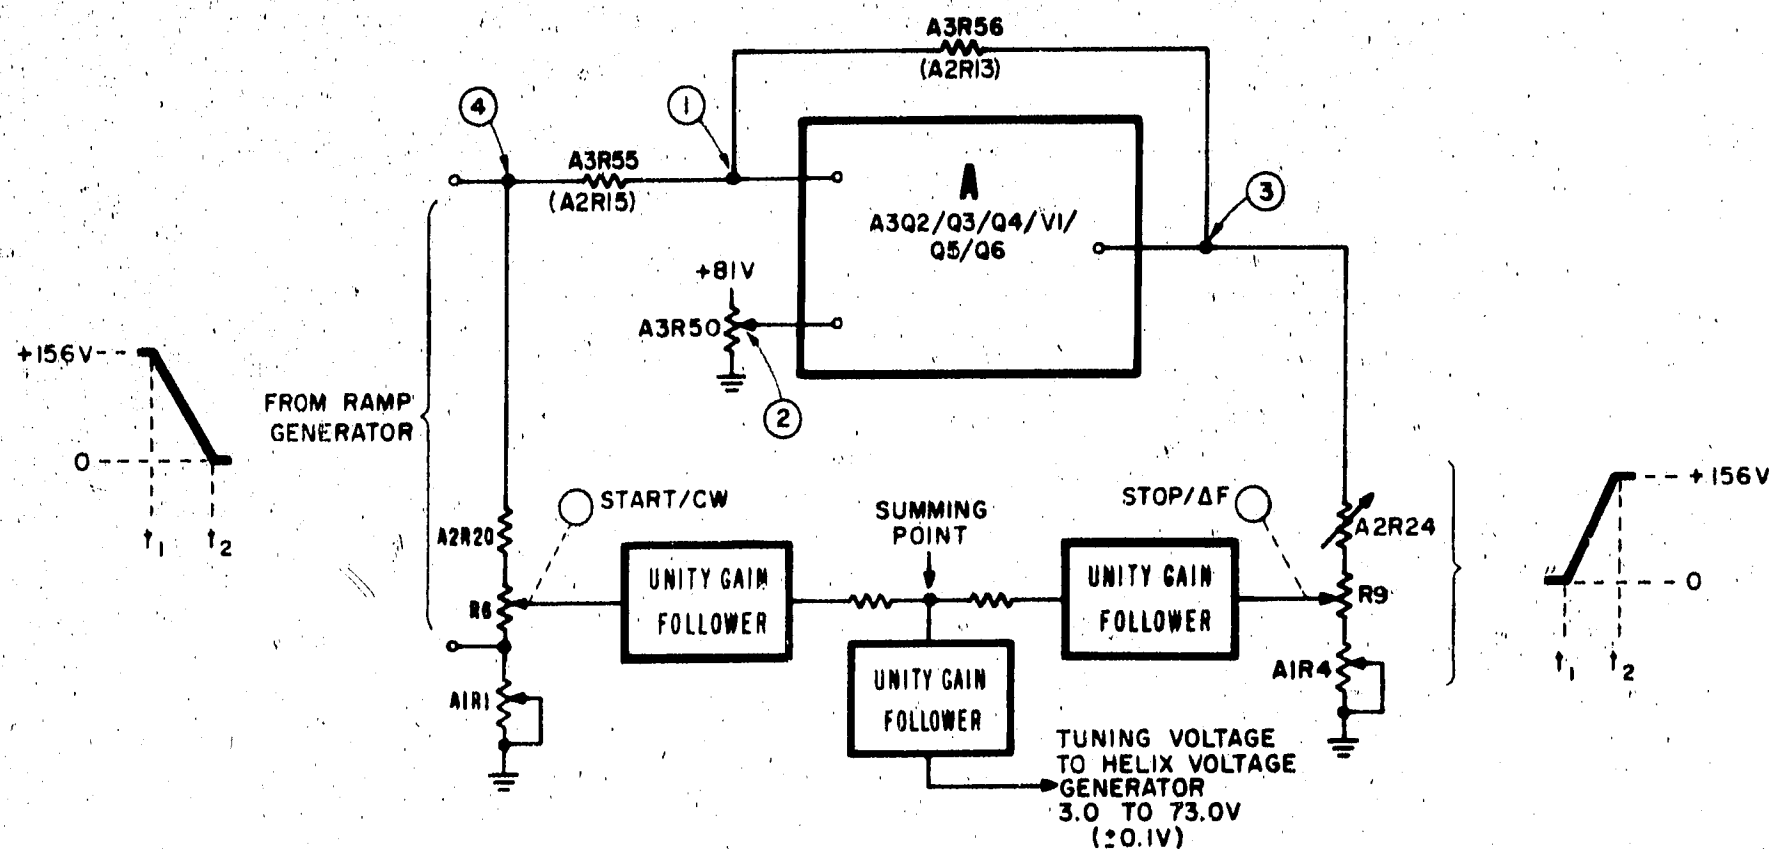 A3R56
(A2R13)
4
1
A3R55
(A2R15)
3
A
A3Q2/Q3/Q4/V1/
Q5/Q6
+81V
A3R50
2
+156V
0
t1
t2
FROM RAMP
GENERATOR
START/CW
STOP/ΔF
SUMMING
POINT
A2R20
R6
A1R1
UNITY GAIN
FOLLOWER
UNITY GAIN
FOLLOWER
UNITY GAIN
FOLLOWER
A2R24
R9
A1R4
+156V
0
t1
t2
TUNING VOLTAGE
TO HELIX VOLTAGE
GENERATOR
3.0 TO 73.0V
(±0.1V)